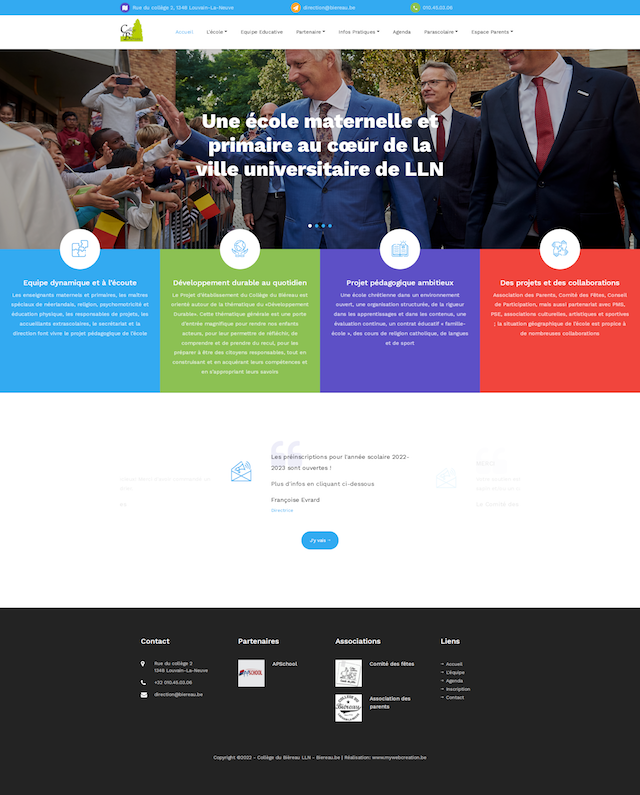 Rue du collège 2, 1348 Louvain-La-Neuve
direction@biereau.be
010.45.03.08
Accueil
L'école
Equipe Educative
Partenaire
Infos Pratiques
Agenda
Parascolaire
Espace Parents
Une école maternelle et
primaire au cœur de la
ville universitaire de LLN
Equipe dynamique et à l'écoute
Les enseignants maternels et primaires, les maîtres
spéciaux de néerlandais, religion, psychomotricité et
éducation physique, les responsables de projets, les
accueillants extrascolaires, le secrétariat et la
direction font vivre le projet pédagogique de l'école
Développement durable au quotidien
Le Projet d'établissement du Collège du Biéreau est
orienté autour de la thématique du «Développement
Durable». Cette thématique générale est une porte
d'entrée magnifique pour rendre nos enfants
acteurs, pour leur permettre de réfléchir, de
comprendre et de prendre du recul, pour les
préparer à être des citoyens responsables, tout en
construisant et en acquérant leurs compétences et
en s'appropriant leurs savoirs
Projet pédagogique ambitieux
Une école chrétienne dans un environnement
ouvert, une organisation structurée, de la rigueur
dans les apprentissages et dans les contenus, une
évaluation continue, un contrat éducatif « famille-
école », des cours de religion catholique, de langues
et de sport
Des projets et des collaborations
Association des Parents, Comité des Fêtes, Conseil
de Participation, mais aussi partenariat avec PMS,
PSE, associations culturelles, artistiques et sportives
; la situation géographique de l'école est propice à
de nombreuses collaborations
Les préinscriptions pour l'année scolaire 2022-
2023 sont ouvertes !
Plus d'infos en cliquant ci-dessous
Françoise Evrard
Directrice
J'y vais
Contact
Rue du collège 2
1348 Louvain-La-Neuve
+32 010.45.03.08
direction@biereau.be
Partenaires
APSchool
Associations
Comité des fêtes
Association des
parents
Liens
Accueil
L'équipe
Agenda
Inscription
Contact
Copyright ©2022 - Collège du Biéreau LLN - Biereau.be | Réalisation: www.mywebcreation.be